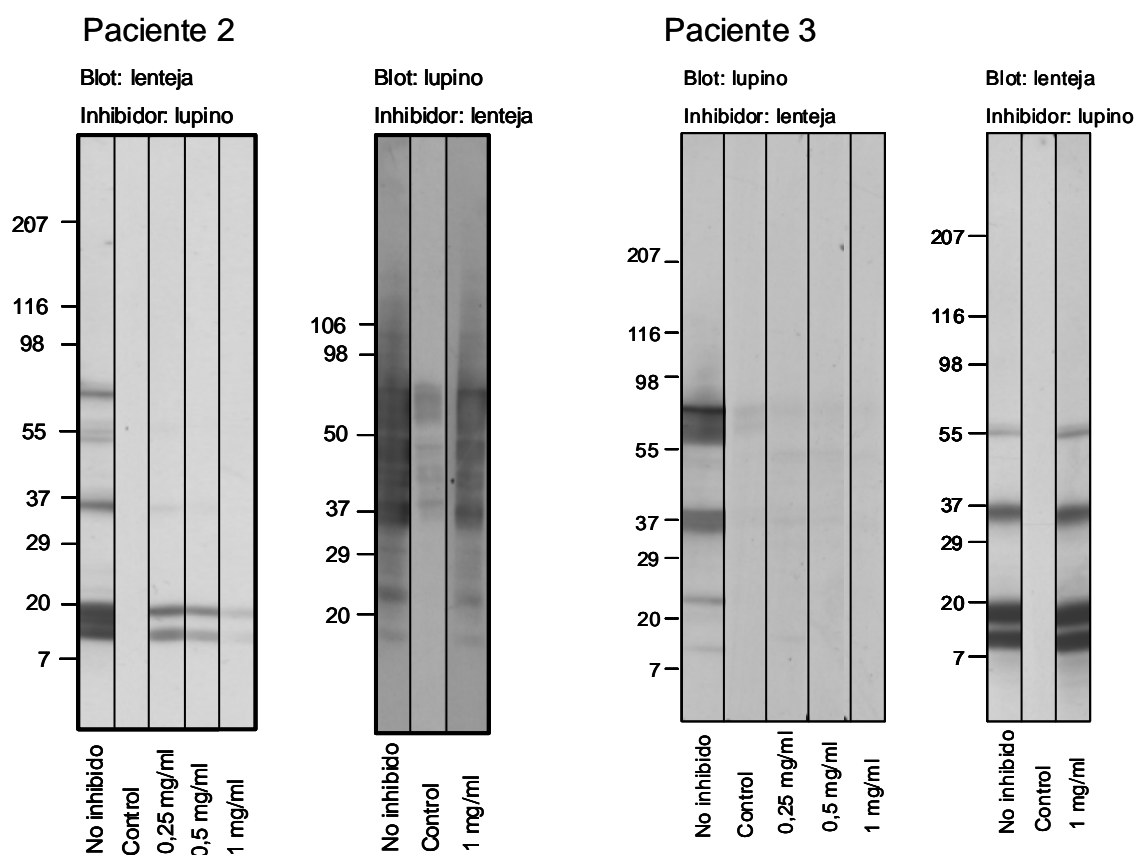 Paciente 2
Blot: lenteja
Inhibidor: lupino
207
116
98
55
37
29
20
7
No inhibido
Control
0,25 mg/ml
0,5 mg/ml
1 mg/ml
Blot: lupino
Inhibidor: lenteja
106
98
50
37
29
20
No inhibido
Control
1 mg/ml
Paciente 3
Blot: lupino
Inhibidor: lenteja
207
116
98
55
37
29
20
7
No inhibido
Control
0,25 mg/ml
0,5 mg/ml
1 mg/ml
Blot: lenteja
Inhibidor: lupino
207
116
98
55
37
29
20
7
No inhibido
Control
1 mg/ml